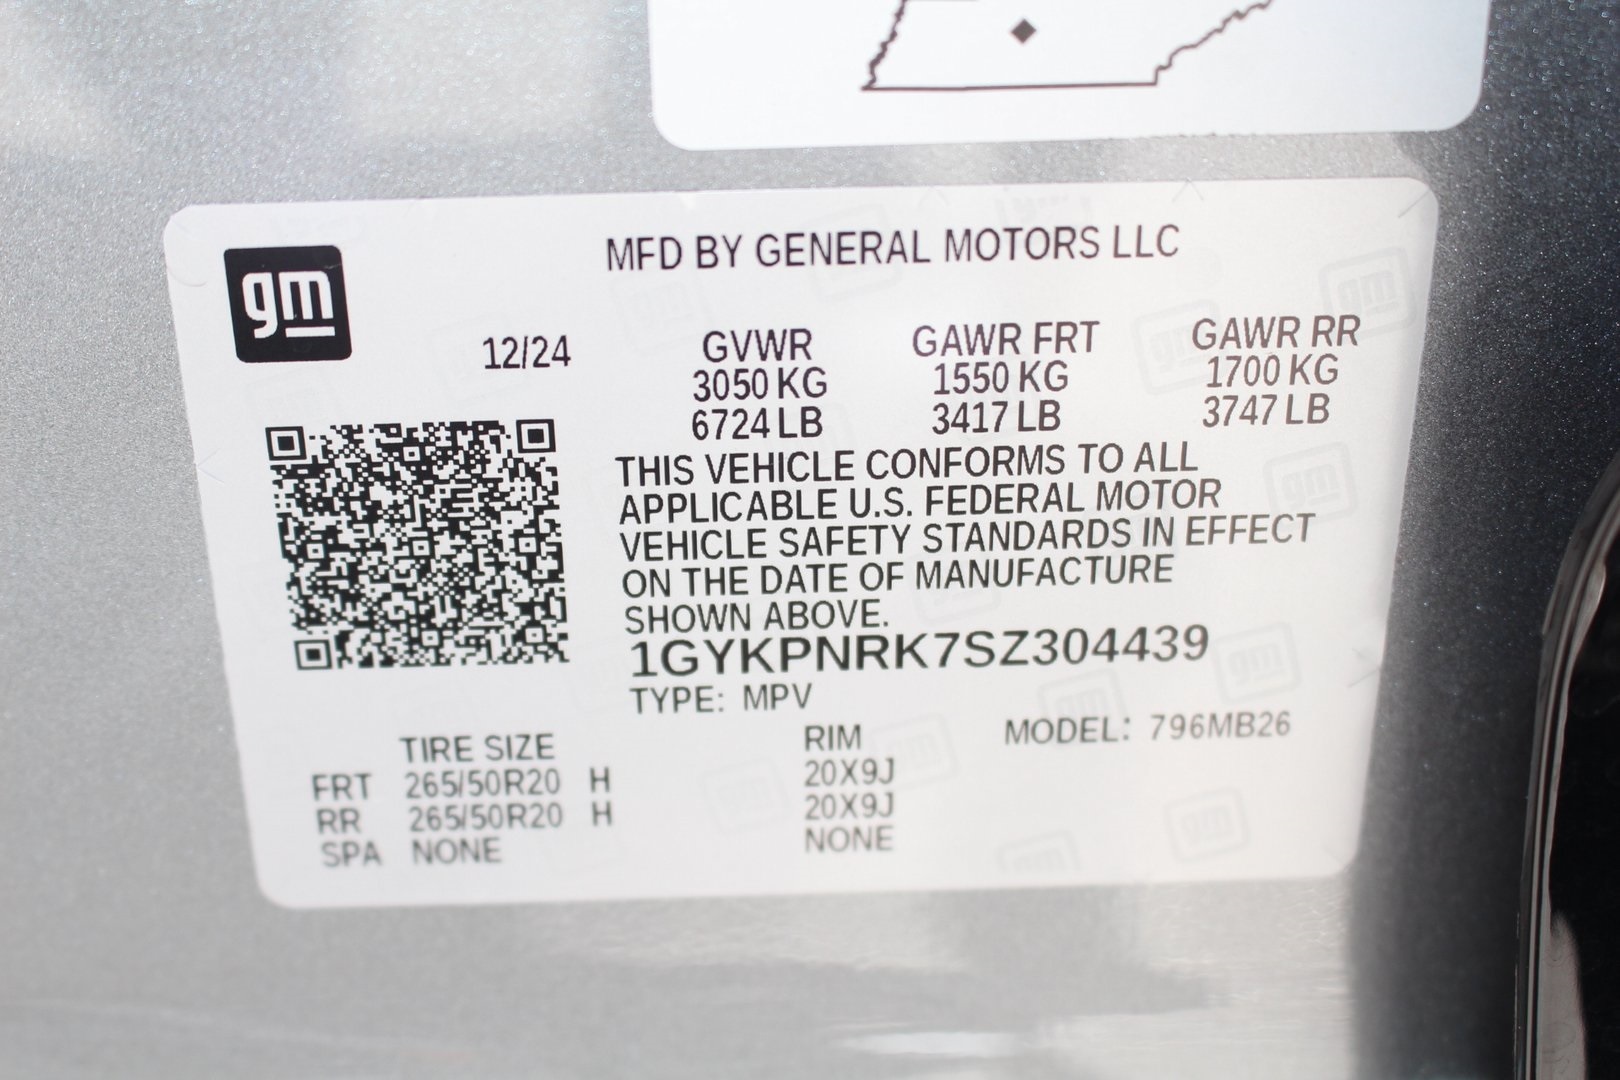 gm
MFD BY GENERAL MOTORS LLC
12/24
GVWR GAWR FRT GAWR RR
3050 KG 1550 KG 1700 KG
6724 LB 3417 LB 3747 LB
THIS VEHICLE CONFORMS TO ALL
APPLICABLE U.S. FEDERAL MOTOR
VEHICLE SAFETY STANDARDS IN EFFECT
ON THE DATE OF MANUFACTURE
SHOWN ABOVE.
1GYKPNRK7SZ304439
TYPE: MPV
MODEL: 796MB26
TIRE SIZE RIM
FRT 265/50R20 H 20X9J
RR 265/50R20 H 20X9J
SPA NONE NONE